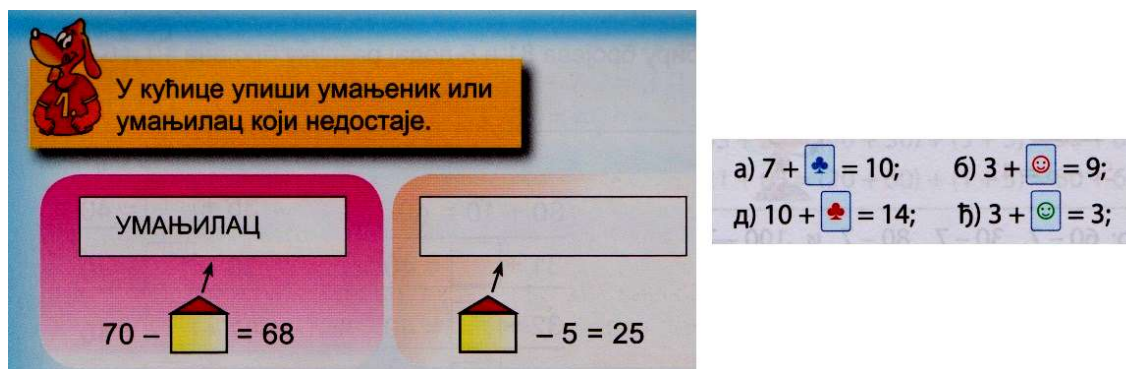 1.
У кућице упиши умањеник или
умањилац који недостаје.
УМАЊИЛАЦ
70 – = 68
– 5 = 25
а) 7 + ♣ = 10; б) 3 + ☺ = 9;
д) 10 + ♣ = 14; ђ) 3 + ☺ = 3;